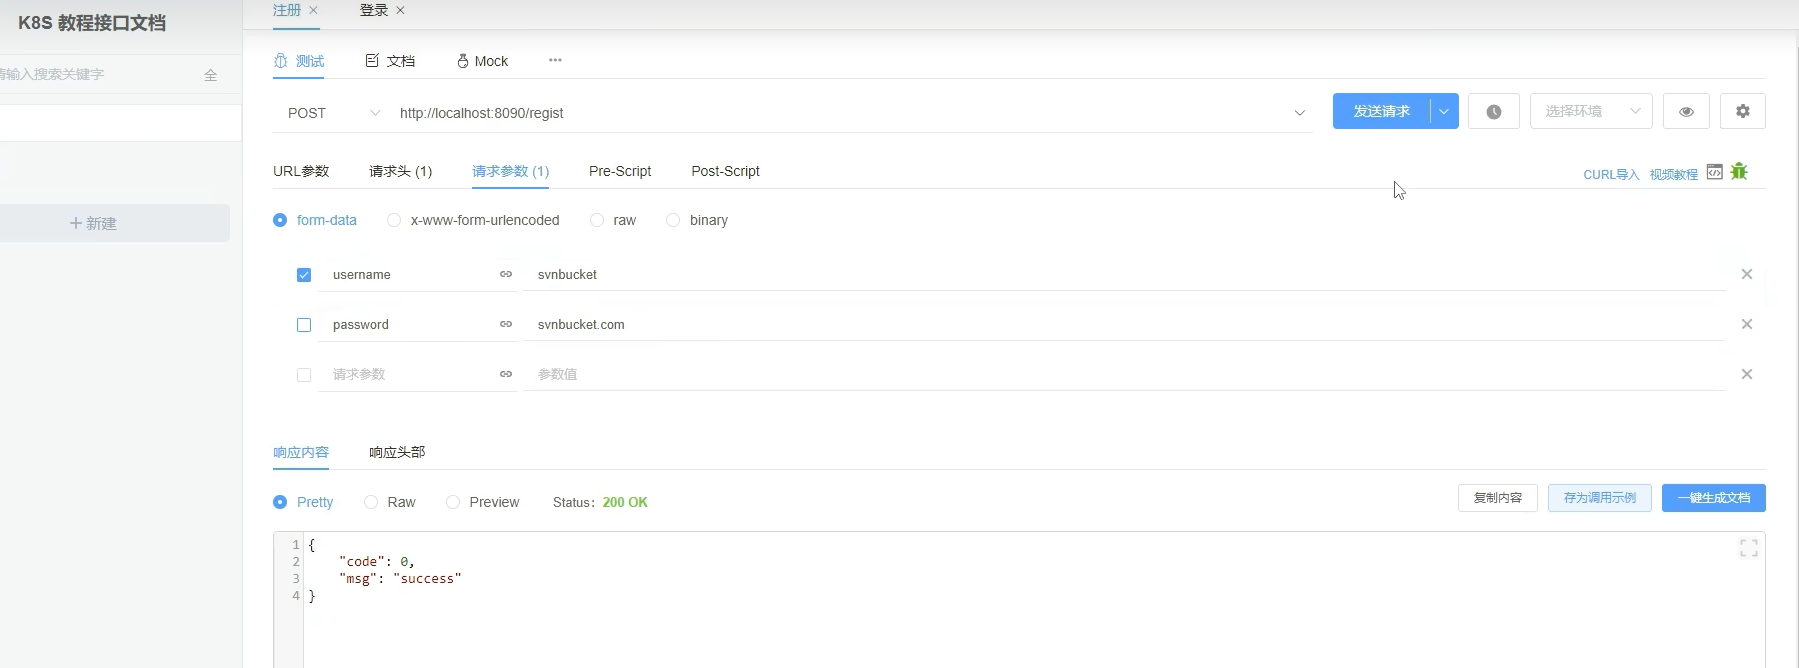 K8S 教程接口文档
请输入搜索关键字
全
＋新建
注册 × 登录 ×
测试 文档 Mock ···
POST http://localhost:8090/regist 发送请求 选择环境
URL参数 请求头 (1) 请求参数 (1) Pre-Script Post-Script CURL导入 视频教程
form-data x-www-form-urlencoded raw binary
username svnbucket
password svnbucket.com
请求参数 参数值
响应内容 响应头部
Pretty Raw Preview Status: 200 OK 复制内容 存为调用示例 一键生成文档
1 {
2 "code": 0,
3 "msg": "success"
4 }